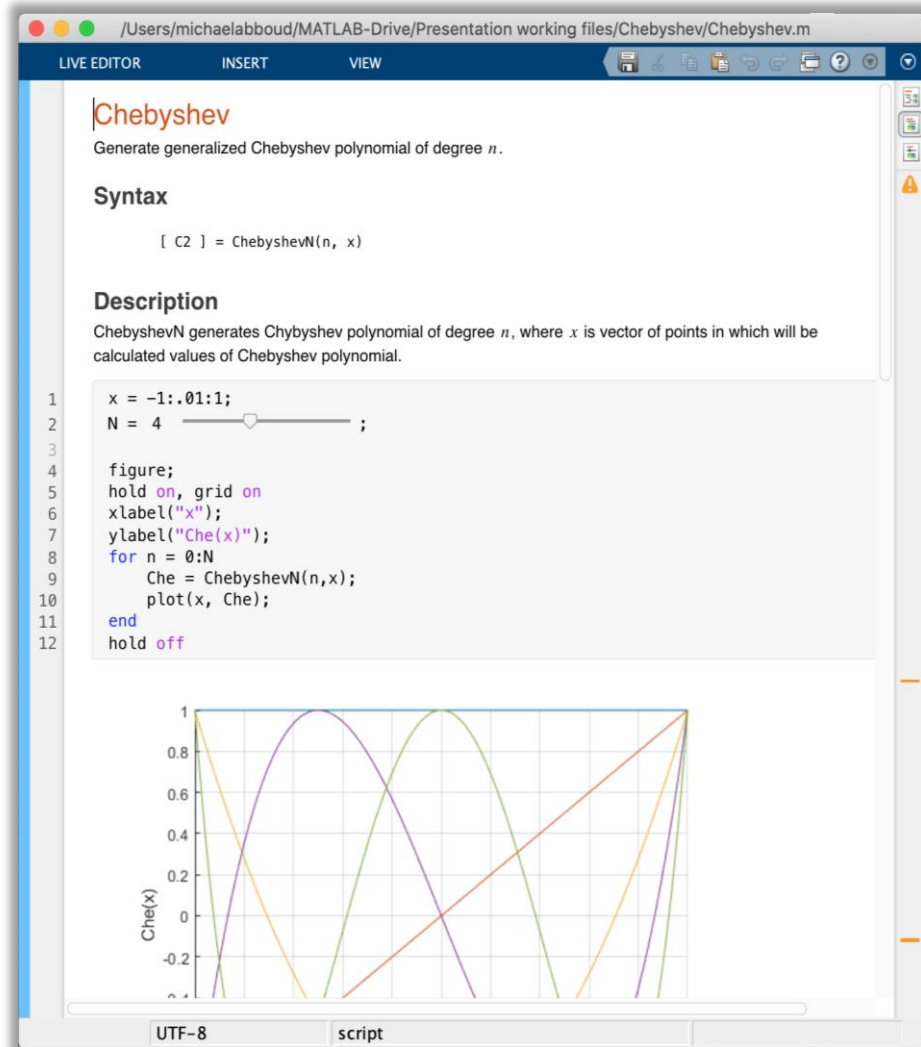 /Users/michaelabboud/MATLAB-Drive/Presentation working files/Chebyshev/Chebyshev.m
LIVE EDITOR INSERT VIEW
Chebyshev
Generate generalized Chebyshev polynomial of degree n.
Syntax
[ C2 ] = ChebyshevN(n, x)
Description
ChebyshevN generates Chybyshev polynomial of degree n, where x is vector of points in which will be
calculated values of Chebyshev polynomial.
1 x = -1:.01:1;
2 N = 4 ;
3
4 figure;
5 hold on, grid on
6 xlabel("x");
7 ylabel("Che(x)");
8 for n = 0:N
9 Che = ChebyshevN(n,x);
10 plot(x, Che);
11 end
12 hold off
1
0.8
0.6
0.4
0.2
0
-0.2
Che(x)
UTF-8 script